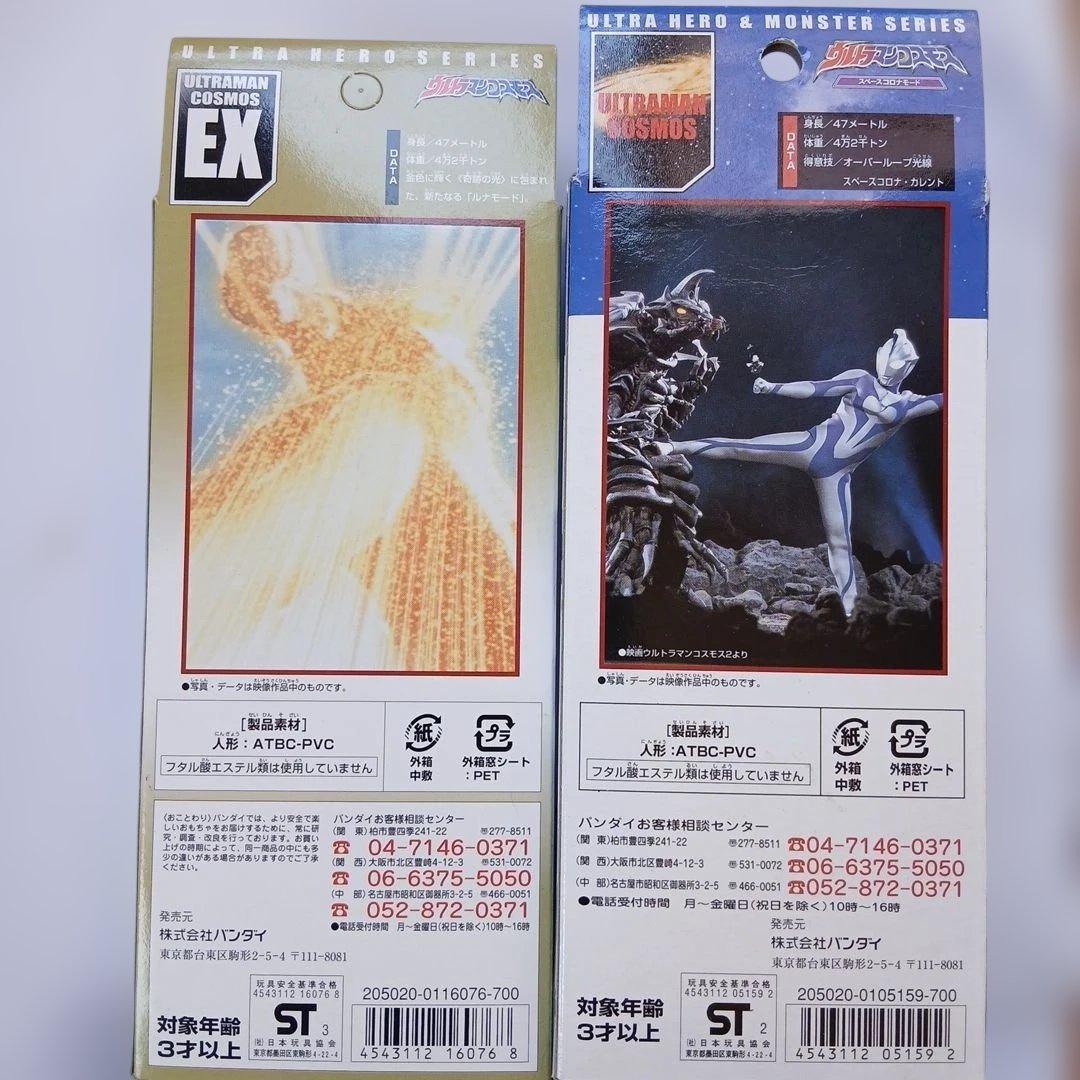 ULTRA HERO SERIES
ULTRAMAN
COSMOS
EX
ウルトラマンコスモス
DATA
身長／47メートル
体重／4万2千トン
金色に輝く《奇跡の光》に包まれ
た、新たなる「ルナモード」。
●写真・データは映像作品中のものです。
[製品素材]
人形：ATBC-PVC
フタル酸エステル類は使用していません
紙
外箱
中敷
プラ
外箱窓シート
：PET
〈おことわり〉バンダイでは、より安全で楽
しいおもちゃをお届けするために、常に研
究・調査・改良を行っております。お買い
上げの時期によって、同一商品の中にも多
少の違いがある場合がありますのでご了承
ください。
バンダイお客様相談センター
(関 東)柏市豊四季241-22 〒277-8511
☎ 04-7146-0371
(関 西)大阪市北区豊崎4-12-3 〒531-0072
☎ 06-6375-5050
(中 部)名古屋市昭和区御器所3-2-5 〒466-0051
☎ 052-872-0371
●電話受付時間 月～金曜日(祝日を除く)10時～16時
発売元
株式会社バンダイ
東京都台東区駒形2-5-4 〒111-8081
対象年齢
3才以上
玩具安全基準合格
4543112 16076 8
ST 3
(社)日本玩具協会
東京都墨田区東駒形4-22-4
205020-0116076-700
4543112 160768
ULTRA HERO & MONSTER SERIES
ULTRAMAN
COSMOS
ウルトラマンコスモス
スペースコロナモード
DATA
身長／47メートル
体重／4万2千トン
得意技／オーバーループ光線
スペースコロナ・カレント
●映画ウルトラマンコスモス2より
●写真・データは映像作品中のものです。
[製品素材]
人形：ATBC-PVC
フタル酸エステル類は使用していません
紙
外箱
中敷
プラ
外箱窓シート
：PET
バンダイお客様相談センター
(関 東)柏市豊四季241-22 〒277-8511 ☎04-7146-0371
(関 西)大阪市北区豊崎4-12-3 〒531-0072 ☎06-6375-5050
(中 部)名古屋市昭和区御器所3-2-5 〒466-0051 ☎052-872-0371
●電話受付時間 月～金曜日(祝日を除く)10時～16時
発売元
株式会社バンダイ
東京都台東区駒形2-5-4 〒111-8081
対象年齢
3才以上
玩具安全基準合格
4543112 05159 2
ST 2
(社)日本玩具協会
東京都墨田区東駒形4-22-4
205020-0105159-700
4543112 051592